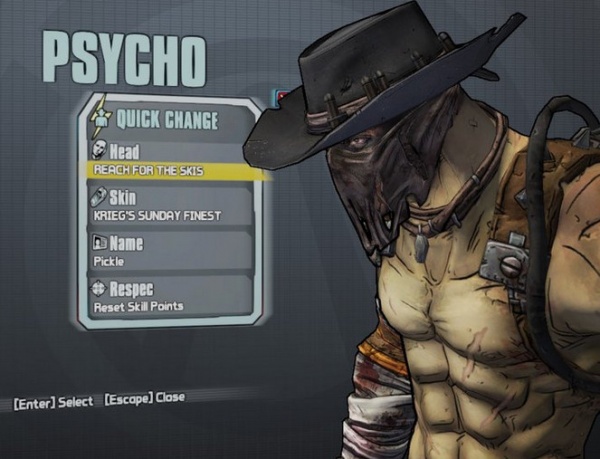 PSYCHO
QUICK CHANGE
Head
REACH FOR THE SKIS
Skin
KRIEG'S SUNDAY FINEST
Name
Pickle
Respec
Reset Skill Points
[Enter] Select [Escape] Close